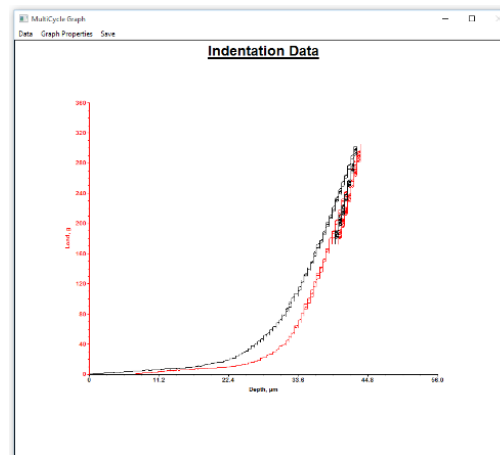 MultiCycle Graph
Data Graph Properties Save
Indentation Data
360
320
280
240
200
160
120
80
40
0
Load, g
0 11.2 22.4 33.6 44.8 56.0
Depth, µm